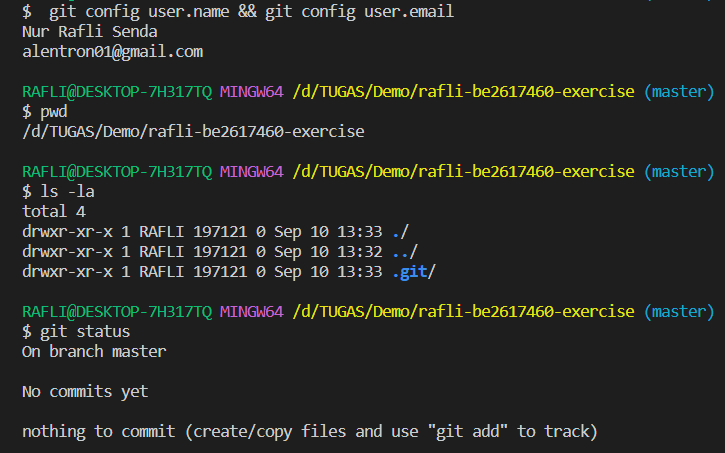 $  git config user.name && git config user.email
Nur Rafli Senda
alentron01@gmail.com
RAFLI@DESKTOP-7H317TQ MINGW64 /d/TUGAS/Demo/rafli-be2617460-exercise (master)
$ pwd
/d/TUGAS/Demo/rafli-be2617460-exercise
RAFLI@DESKTOP-7H317TQ MINGW64 /d/TUGAS/Demo/rafli-be2617460-exercise (master)
$ ls -la
total 4
drwxr-xr-x 1 RAFLI 197121 0 Sep 10 13:33 ./
drwxr-xr-x 1 RAFLI 197121 0 Sep 10 13:32 ../
drwxr-xr-x 1 RAFLI 197121 0 Sep 10 13:33 .git/
RAFLI@DESKTOP-7H317TQ MINGW64 /d/TUGAS/Demo/rafli-be2617460-exercise (master)
$ git status
On branch master
No commits yet
nothing to commit (create/copy files and use "git add" to track)